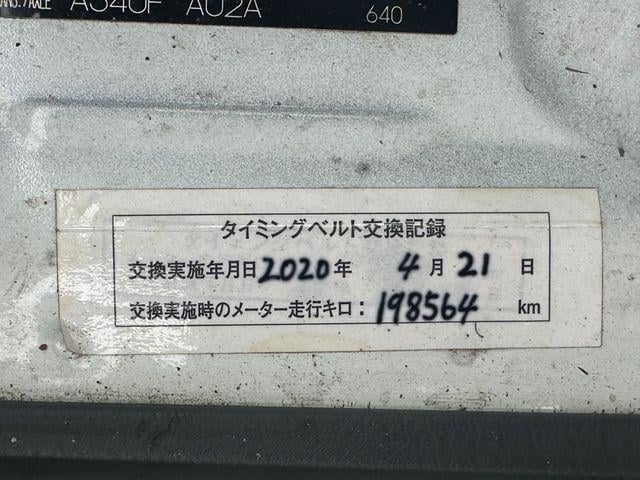 TRANS./AXLE A340F A02A
640
タイミングベルト交換記録
交換実施年月日2020年 4月21日
交換実施時のメーター走行キロ:198564 km